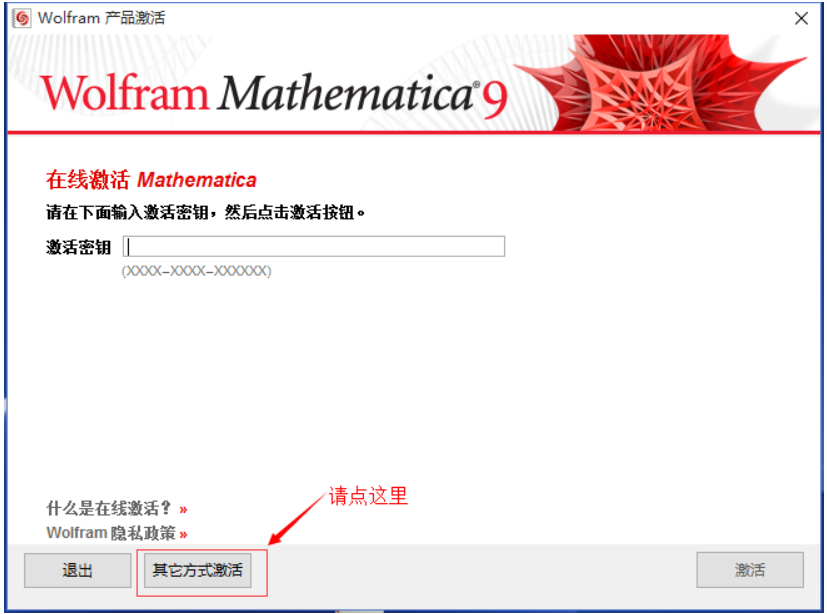 Wolfram 产品激活
Wolfram Mathematica®9
在线激活 Mathematica
请在下面输入激活密钥，然后点击激活按钮。
激活密钥
(XXXX-XXXX-XXXXXX)
请点这里
什么是在线激活？ »
Wolfram 隐私政策 »
退出 其它方式激活 激活